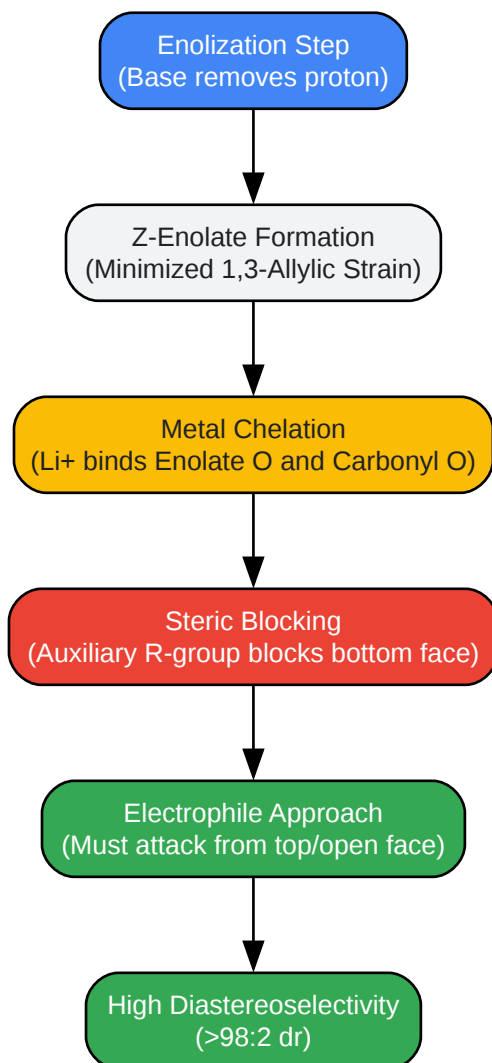 Enolization Step
(Base removes proton)
Z-Enolate Formation
(Minimized 1,3-Allylic Strain)
Metal Chelation
(Li+ binds Enolate O and Carbonyl O)
Steric Blocking
(Auxiliary R-group blocks bottom face)
Electrophile Approach
(Must attack from top/open face)
High Diastereoselectivity
(>98:2 dr)